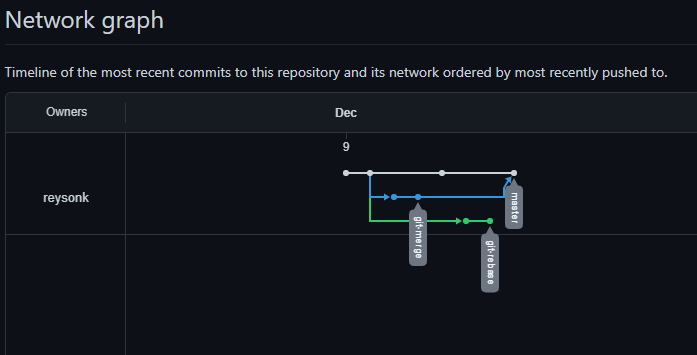 Network graph
Timeline of the most recent commits to this repository and its network ordered by most recently pushed to.
Owners
Dec
9
reysonk
master
git-merge
git-rebase